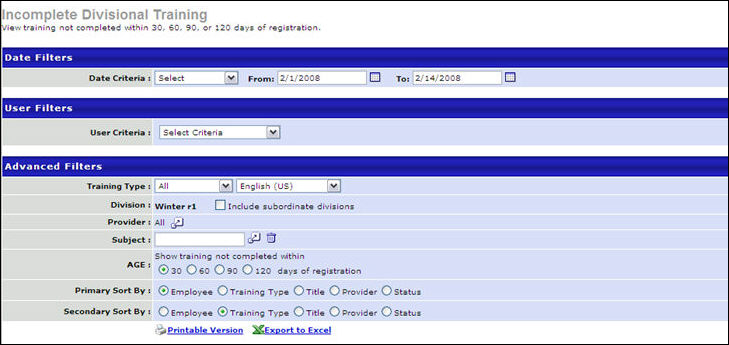 Incomplete Divisional Training
View training not completed within 30, 60, 90, or 120 days of registration.
Date Filters
Date Criteria : Select From: 2/1/2008 To: 2/14/2008
User Filters
User Criteria : Select Criteria
Advanced Filters
Training Type : All English (US)
Division : Winter r1 Include subordinate divisions
Provider : All
Subject :
Show training not completed within
AGE : 30 60 90 120 days of registration
Primary Sort By : Employee Training Type Title Provider Status
Secondary Sort By : Employee Training Type Title Provider Status
Printable Version Export to Excel